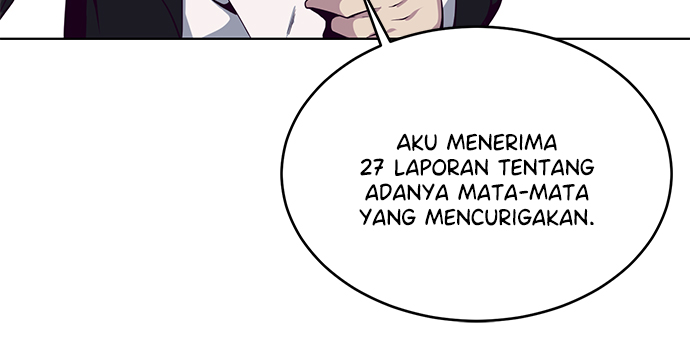 AKU MENERIMA
27 LAPORAN TENTANG
ADANYA MATA-MATA
YANG MENCURIGAKAN.